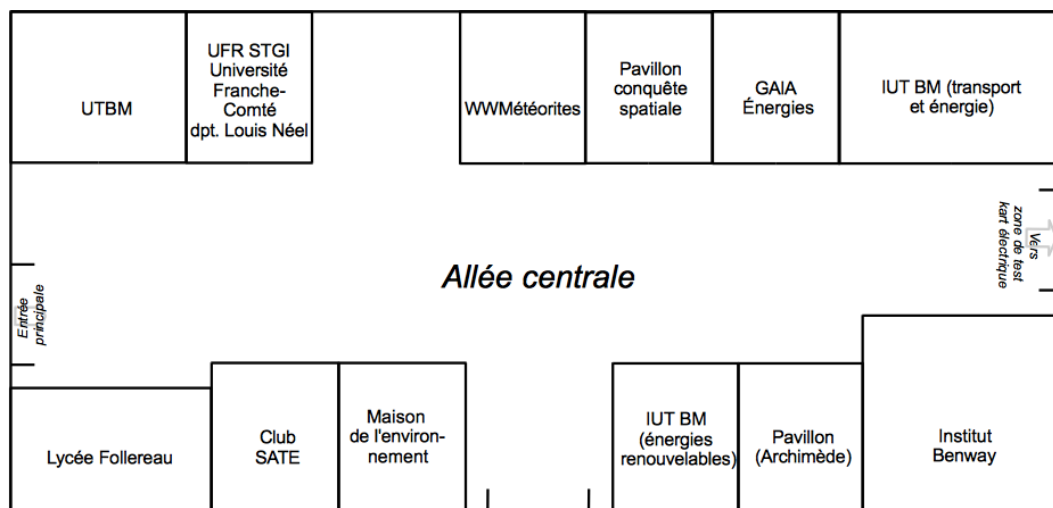 UTBM
UFR STGI
Université
Franche-
Comté
dpt. Louis Néel
WWMétéorites
Pavillon
conquête
spatiale
GAIA
Énergies
IUT BM (transport
et énergie)
Vers
zone de test
kart électrique
Allée centrale
Entrée
principale
Lycée Follereau
Club
SATE
Maison
de l'environ-
nement
IUT BM
(énergies
renouvelables)
Pavillon
(Archimède)
Institut
Benway